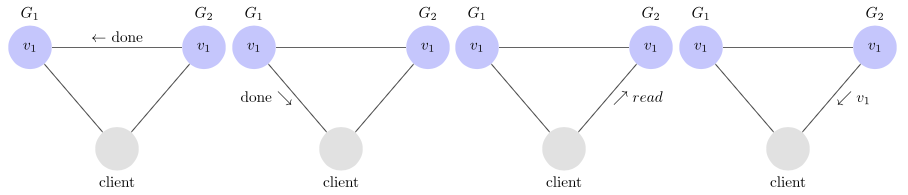 G₁ G₂ G₁ G₂ G₁ G₂ G₁ G₂
← done
v₁ v₁ v₁ v₁ v₁ v₁ v₁ v₁
done ↘ ↗ read ↙ v₁
client client client client